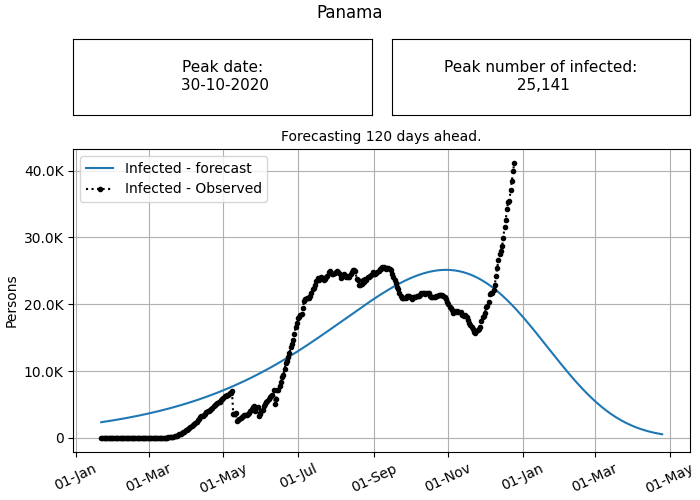 Panama
Peak date:
30-10-2020
Peak number of infected:
25,141
Forecasting 120 days ahead.
Infected - forecast
Infected - Observed
40.0K
30.0K
20.0K
10.0K
0
Persons
01-Jan
01-Mar
01-May
01-Jul
01-Sep
01-Nov
01-Jan
01-Mar
01-May